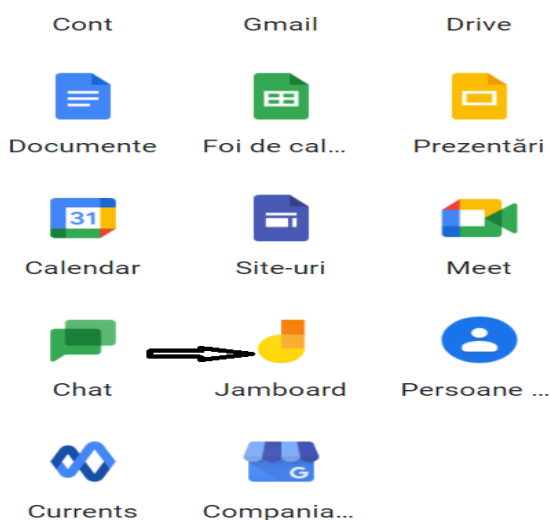 Cont Gmail Drive
Documente Foi de cal... Prezentări
31
Calendar Site-uri Meet
Chat Jamboard Persoane ...
G
Currents Compania...